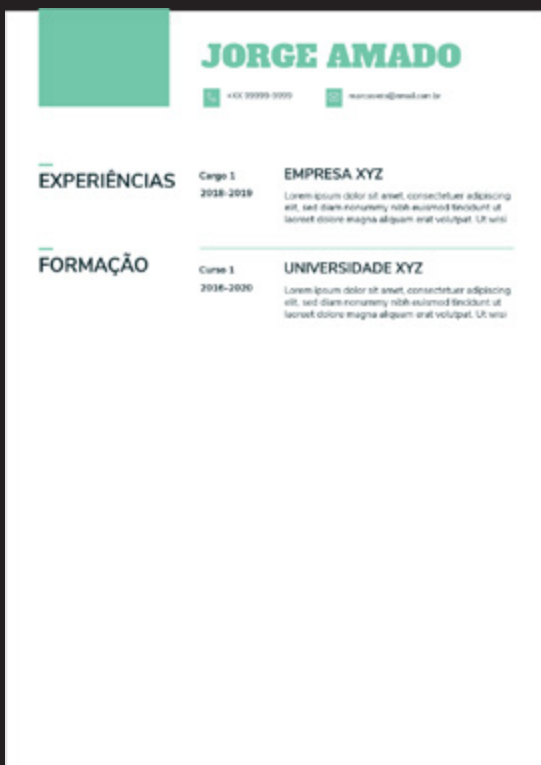 JORGE AMADO
+XX 99999-9999
EXPERIÊNCIAS
Cargo 1
2018-2019
EMPRESA XYZ
Lorem ipsum dolor sit amet, consectetuer adipiscing
elit, sed diam nonummy nibh euismod tincidunt ut
laoreet dolore magna aliquam erat volutpat. Ut wisi
FORMAÇÃO
Curso 1
2016-2020
UNIVERSIDADE XYZ
Lorem ipsum dolor sit amet, consectetuer adipiscing
elit, sed diam nonummy nibh euismod tincidunt ut
laoreet dolore magna aliquam erat volutpat. Ut wisi